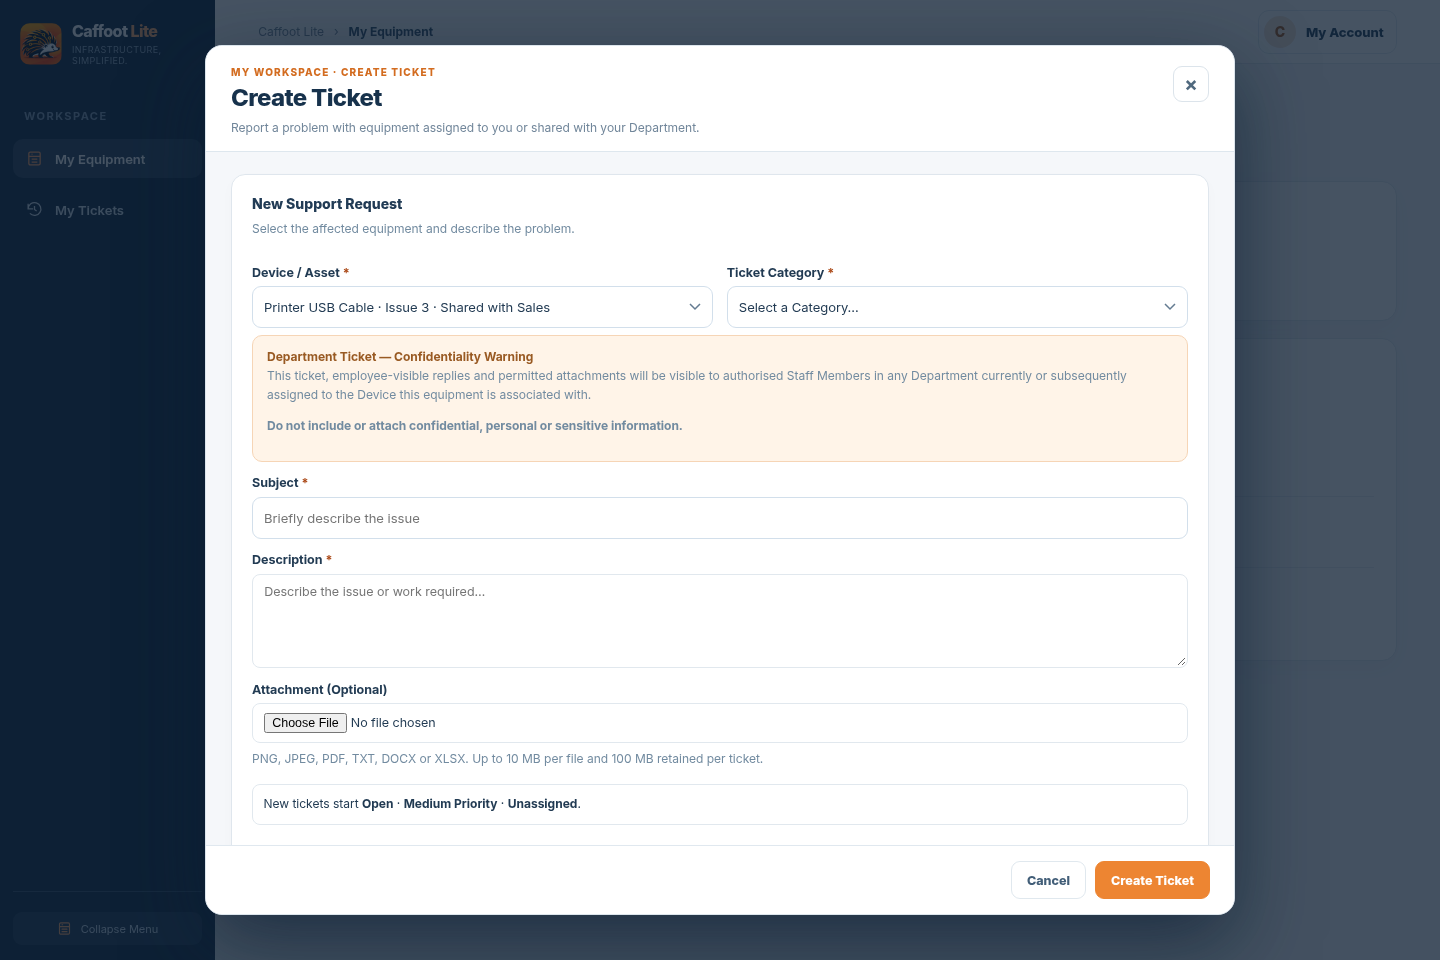 Caffoot Lite
INFRASTRUCTURE,
SIMPLIFIED.
WORKSPACE
My Equipment
My Tickets
Collapse Menu
Caffoot Lite › My Equipment
C My Account
MY WORKSPACE · CREATE TICKET
Create Ticket
Report a problem with equipment assigned to you or shared with your Department.
×
New Support Request
Select the affected equipment and describe the problem.
Device / Asset *
Printer USB Cable · Issue 3 · Shared with Sales
Ticket Category *
Select a Category...
Department Ticket — Confidentiality Warning
This ticket, employee-visible replies and permitted attachments will be visible to authorised Staff Members in any Department currently or subsequently
assigned to the Device this equipment is associated with.
Do not include or attach confidential, personal or sensitive information.
Subject *
Briefly describe the issue
Description *
Describe the issue or work required...
Attachment (Optional)
Choose File No file chosen
PNG, JPEG, PDF, TXT, DOCX or XLSX. Up to 10 MB per file and 100 MB retained per ticket.
New tickets start Open · Medium Priority · Unassigned.
Cancel
Create Ticket